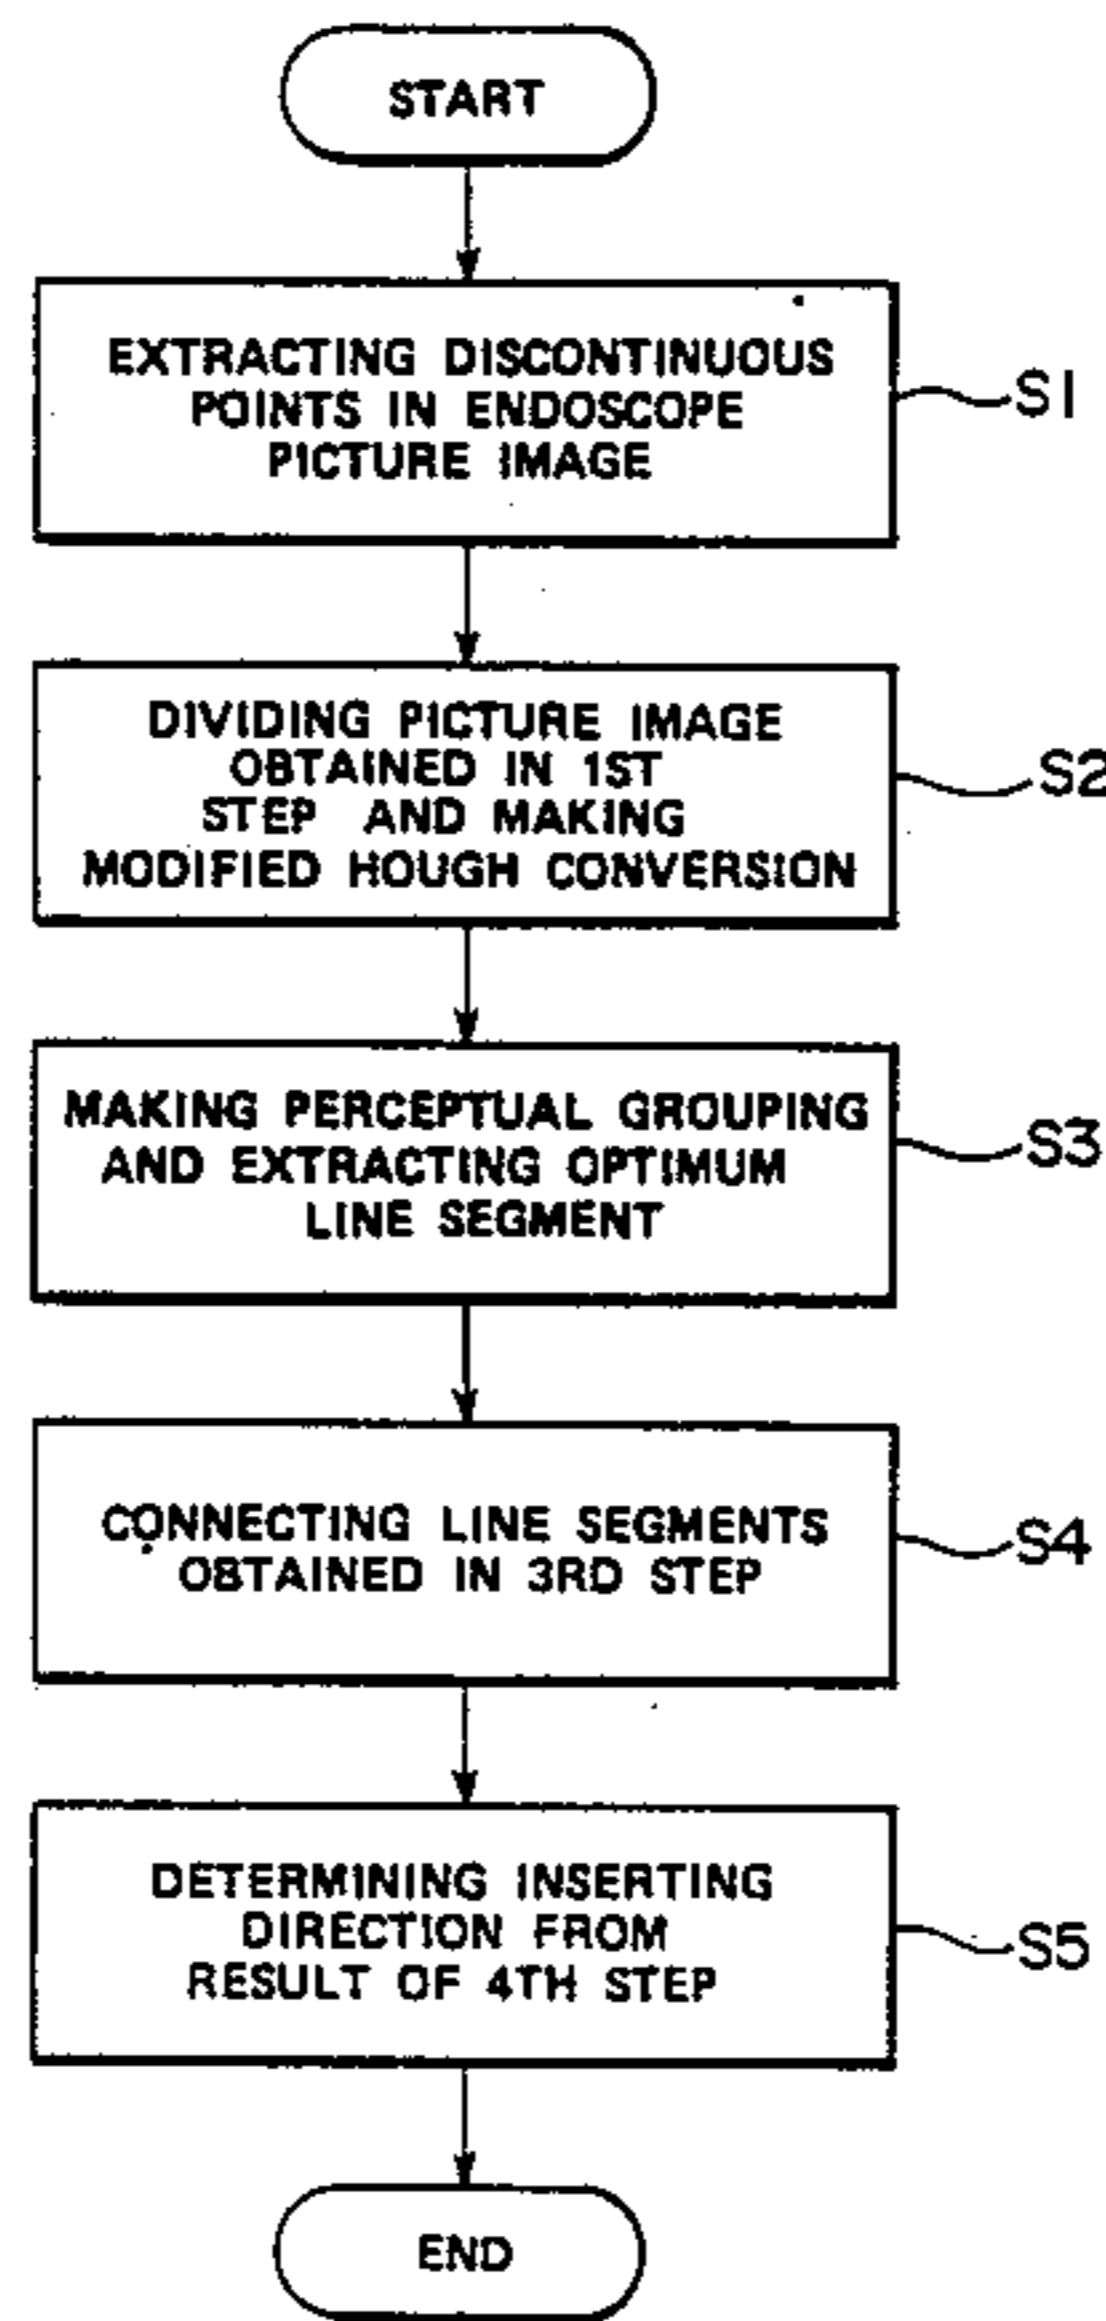 START
EXTRACTING DISCONTINUOUS
POINTS IN ENDOSCOPE
PICTURE IMAGE
S1
DIVIDING PICTURE IMAGE
OBTAINED IN 1ST
STEP AND MAKING
MODIFIED HOUGH CONVERSION
S2
MAKING PERCEPTUAL GROUPING
AND EXTRACTING OPTIMUM
LINE SEGMENT
S3
CONNECTING LINE SEGMENTS
OBTAINED IN 3RD STEP
S4
DETERMINING INSERTING
DIRECTION FROM
RESULT OF 4TH STEP
S5
END